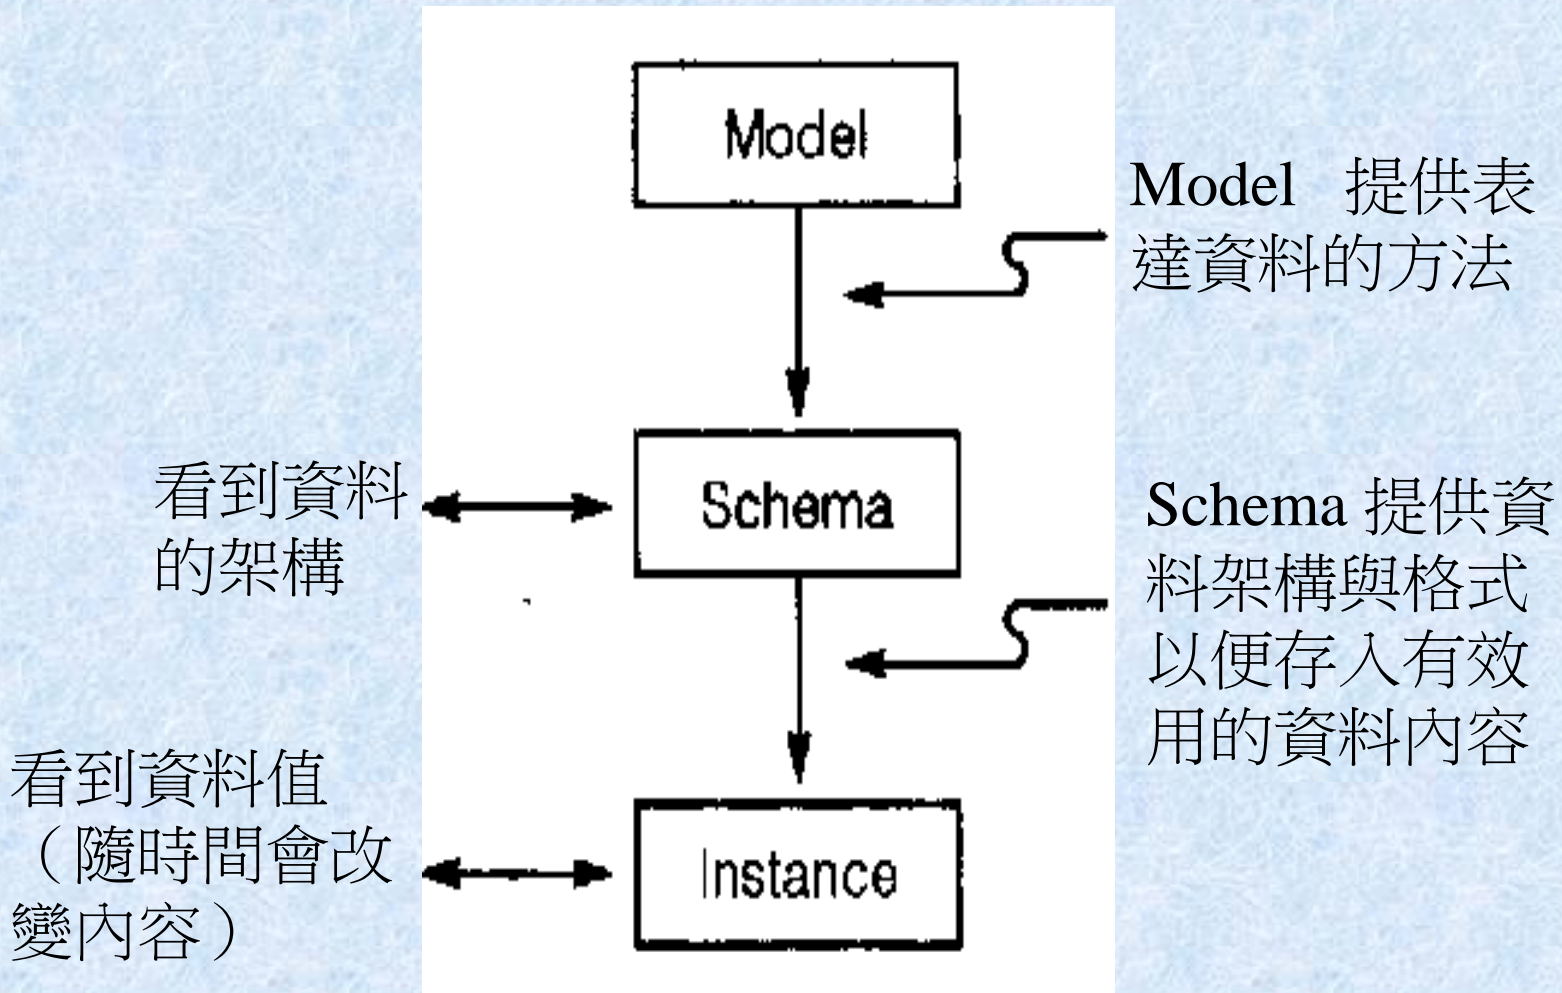 Model
Model 提供表
達資料的方法
看到資料
的架構
Schema
Schema 提供資
料架構與格式
以便存入有效
用的資料內容
看到資料值
（隨時間會改
變內容）
Instance